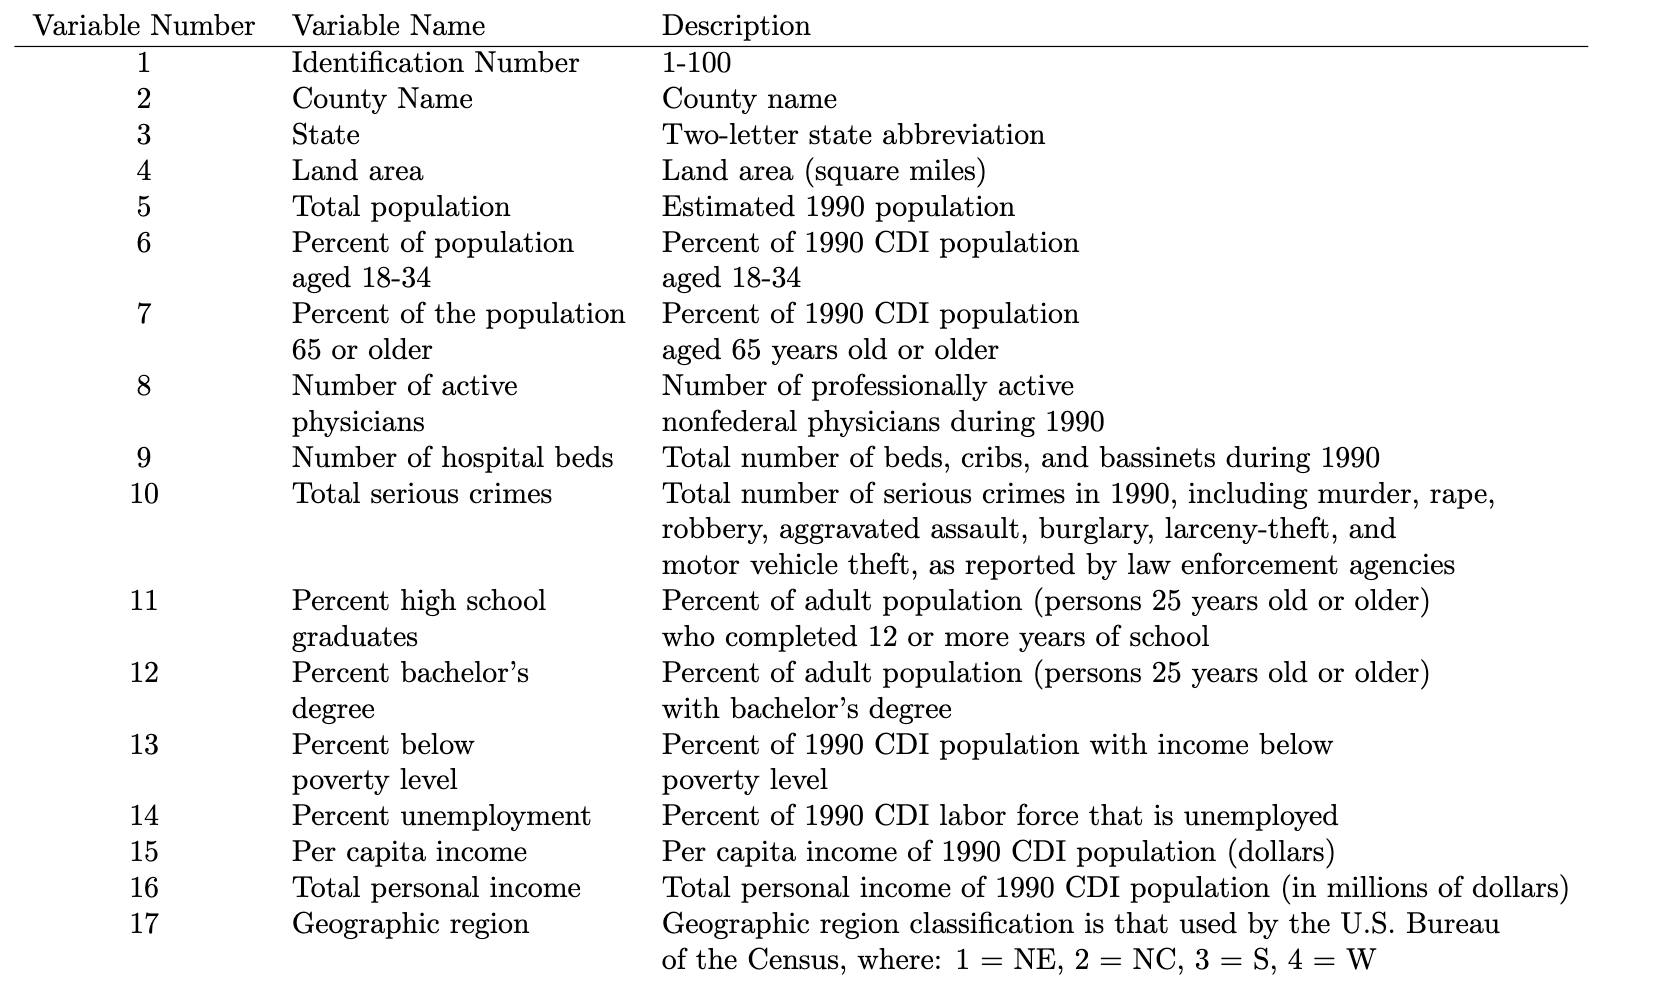 Variable Number Variable Name Description
1 Identification Number 1-100
2 County Name County name
3 State Two-letter state abbreviation
4 Land area Land area (square miles)
5 Total population Estimated 1990 population
6 Percent of population Percent of 1990 CDI population
aged 18-34 aged 18-34
7 Percent of the population Percent of 1990 CDI population
65 or older aged 65 years old or older
8 Number of active Number of professionally active
physicians nonfederal physicians during 1990
9 Number of hospital beds Total number of beds, cribs, and bassinets during 1990
10 Total serious crimes Total number of serious crimes in 1990, including murder, rape,
robbery, aggravated assault, burglary, larceny-theft, and
motor vehicle theft, as reported by law enforcement agencies
11 Percent high school Percent of adult population (persons 25 years old or older)
graduates who completed 12 or more years of school
12 Percent bachelor's Percent of adult population (persons 25 years old or older)
degree with bachelor's degree
13 Percent below Percent of 1990 CDI population with income below
poverty level poverty level
14 Percent unemployment Percent of 1990 CDI labor force that is unemployed
15 Per capita income Per capita income of 1990 CDI population (dollars)
16 Total personal income Total personal income of 1990 CDI population (in millions of dollars)
17 Geographic region Geographic region classification is that used by the U.S. Bureau
of the Census, where: 1 = NE, 2 = NC, 3 = S, 4 = W